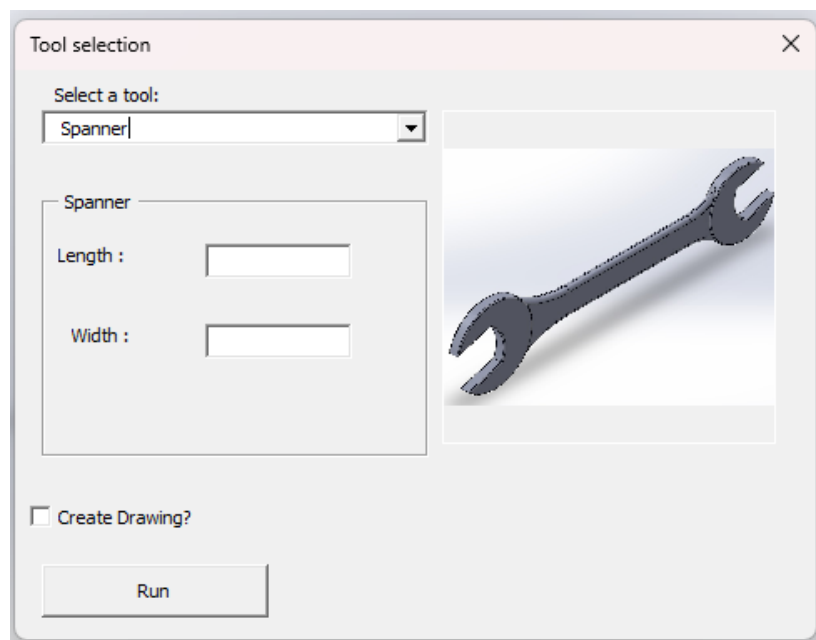 Tool selection
Select a tool:
Spanner
Spanner
Length :
Width :
Create Drawing?
Run